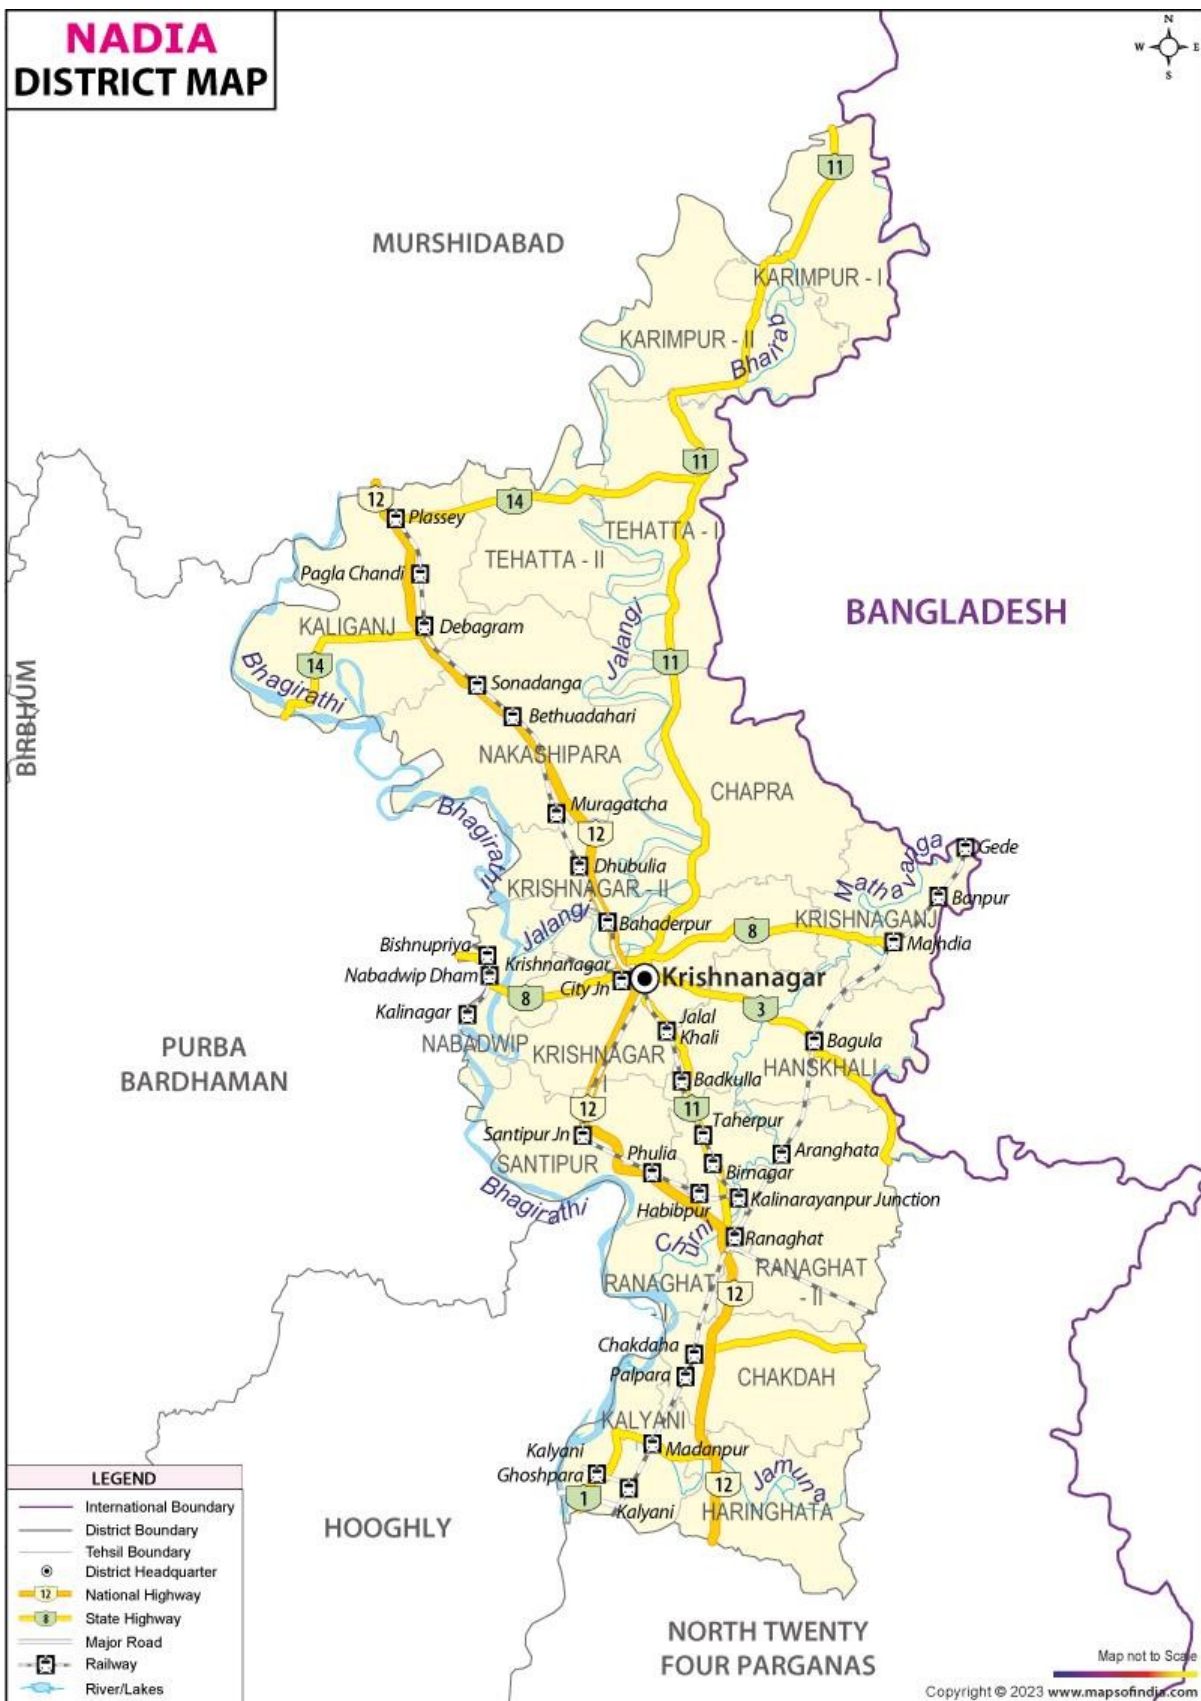 NADIA
DISTRICT MAP
N
W
E
S
11
MURSHIDABAD
KARIMPUR - I
KARIMPUR - II
Bhairab
11
12
14
Plassey
TEHATTA - I
TEHATTA - II
Pagla Chandi
BANGLADESH
KALIGANJ
Debagram
Jalangi
14
11
Bhagirathi
Sonadanga
BIRBHUM
Bethuadahari
NAKASHIPARA
CHAPRA
Muragatcha
Bhagirathi
12
Mathavanga
Gede
Dhubulia
KRISHNAGAR - II
Banpur
Jalangi
Bahaderpur
KRISHNAGANJ
8
Bishnupriya
Majhdia
Krishnanagar
City Jn
Krishnanagar
Nabadwip Dham
8
3
Kalinagar
Jalal
Khali
Bagula
NABADWIP
KRISHNAGAR
I
PURBA
BARDHAMAN
HANSKHALI
Badkulla
12
11
Taherpur
Santipur Jn
Phulia
Aranghata
SANTIPUR
Birnagar
Bhagirathi
Habibpur
Kalinarayanpur Junction
Churni
Ranaghat
RANAGHAT
- I
RANAGHAT
- II
12
Chakdaha
Palpara
CHAKDAH
KALYANI
Madanpur
Kalyani
Ghoshpara
Jamuna
12
1
Kalyani
HARINGHATA
HOOGHLY
NORTH TWENTY
FOUR PARGANAS
LEGEND
International Boundary
District Boundary
Tehsil Boundary
District Headquarter
12 National Highway
8 State Highway
Major Road
Railway
River/Lakes
Map not to Scale
Copyright © 2023 www.mapsofindia.com